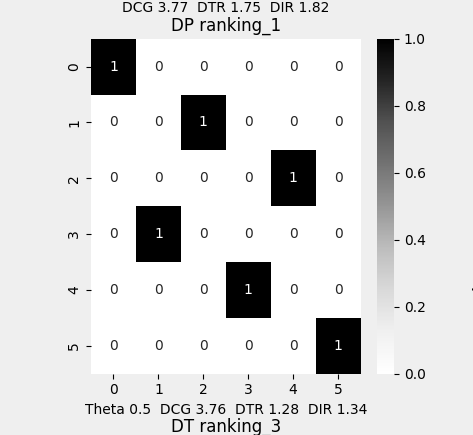 DCG 3.77  DTR 1.75  DIR 1.82
DP ranking_1
0 1 0 0 0 0 0
1 0 0 1 0 0 0
2 0 0 0 0 1 0
3 0 1 0 0 0 0
4 0 0 0 1 0 0
5 0 0 0 0 0 1
0 1 2 3 4 5
1.0
0.8
0.6
0.4
0.2
0.0
Theta 0.5  DCG 3.76  DTR 1.28  DIR 1.34
DT ranking_3